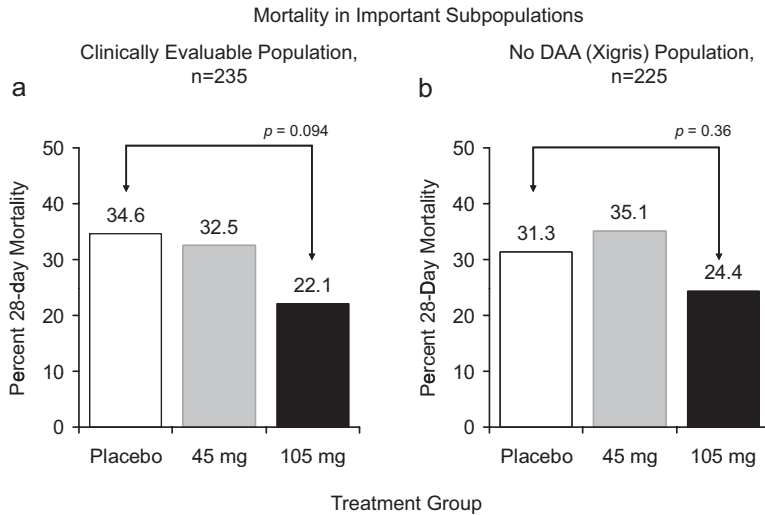 Mortality in Important Subpopulations
Clinically Evaluable Population,
n=235
a
p = 0.094
Percent 28-day Mortality
50
40
30
20
10
0
34.6
32.5
22.1
Placebo
45 mg
105 mg
No DAA (Xigris) Population,
n=225
b
p = 0.36
Percent 28-Day Mortality
50
40
30
20
10
0
31.3
35.1
24.4
Placebo
45 mg
105 mg
Treatment Group